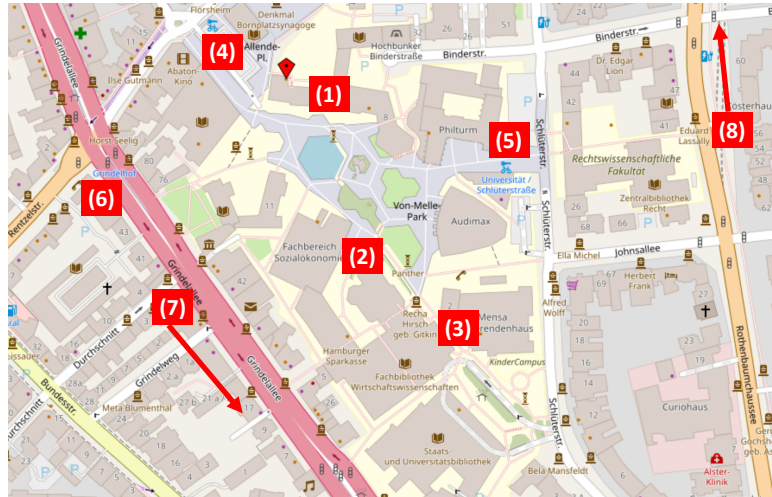 Florsheim
Denkmal
Bornplatzsynagoge
(4)
Allende-
Pl.
Hochbunker
Binderstraße
Binderstr.
Binderstr.
Dr. Edgar
Lion
Grindelallee
Ilse Gutmann
Abaton-
Kino
(1)
(8)
Philturm
(5)
Schlüterstr.
Eduard
Lassally
Horst Seelig
Grindelhof
Universität /
Schlüterstraße
Rechtswissenschaftliche
Fakultät
Zentralbibliothek
Recht
(6)
Rentzelstr.
Von-Melle-
Park
Audimax
Fachbereich
Sozialökonomie
(2)
Ella Michel
Johnsallee
Panther
Herbert
Frank
Grindelallee
(7)
Durchschnitt
Recha
Hirsch
geb. Gitkin
(3)
Mensa
Alfred
Wolff
Rothenbaumchaussee
Hamburger
Sparkasse
Grindelweg
Grindelallee
KinderCampus
Fachbibliothek
Wirtschaftswissenschaften
Bundesstr.
Meta Blumenthal
Durchschnitt
Schlüterstr.
Curiohaus
Staats-
und Universitätsbibliothek
Bela Mansfeldt
Alster-
Klinik